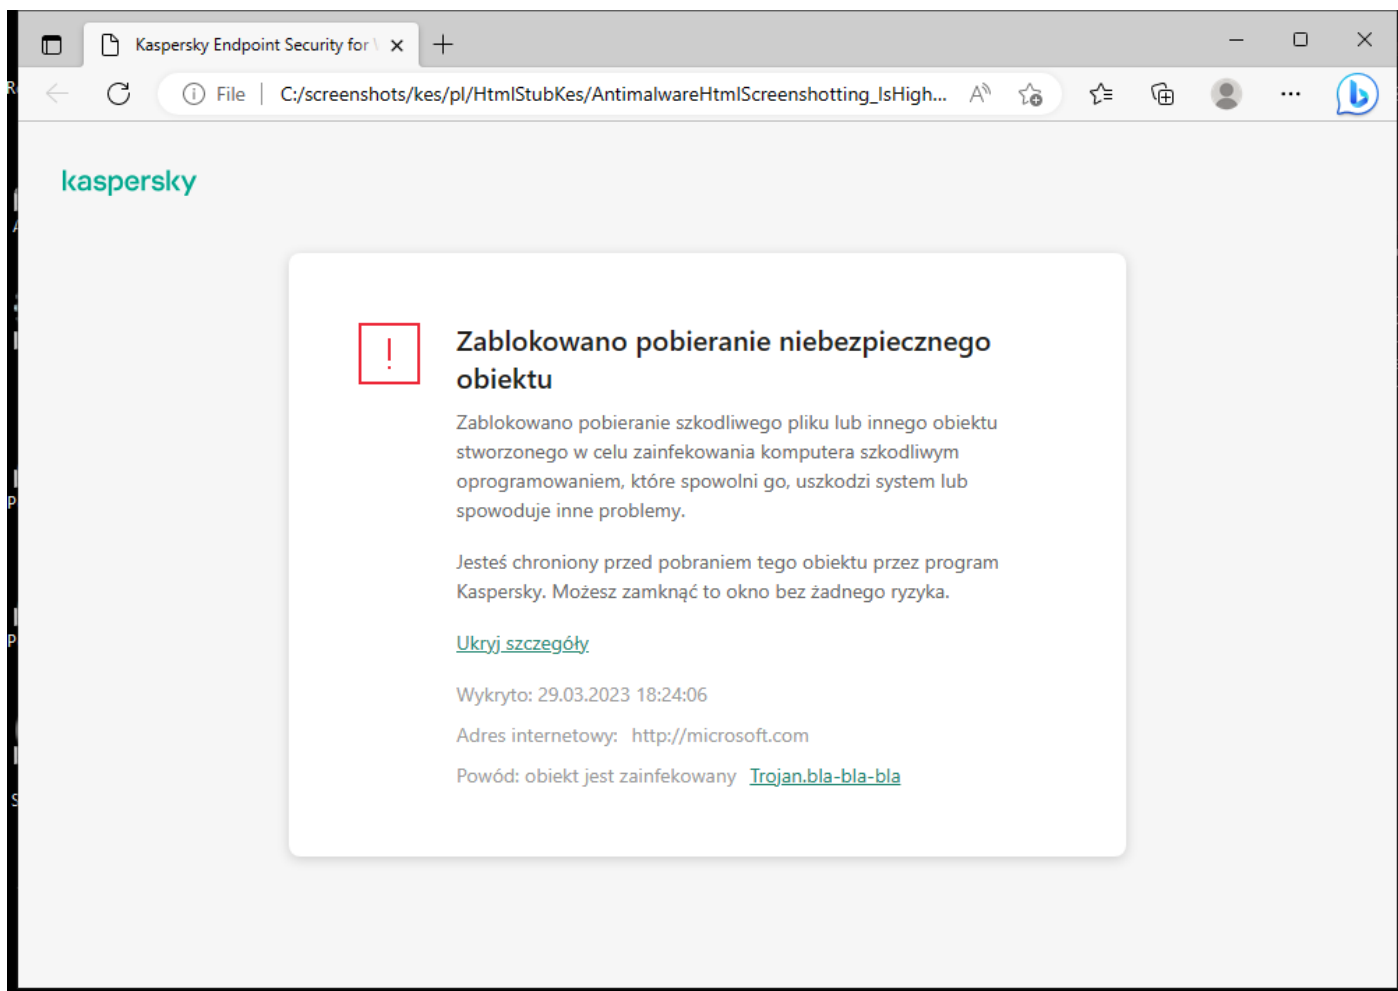 Kaspersky Endpoint Security for
File
C:/screenshots/kes/pl/HtmlStubKes/AntimalwareHtmlScreenshotting_IsHigh...
kaspersky
Zablokowano pobieranie niebezpiecznego
obiektu
Zablokowano pobieranie szkodliwego pliku lub innego obiektu
stworzonego w celu zainfekowania komputera szkodliwym
oprogramowaniem, które spowolni go, uszkodzi system lub
spowoduje inne problemy.
Jesteś chroniony przed pobraniem tego obiektu przez program
Kaspersky. Możesz zamknąć to okno bez żadnego ryzyka.
Ukryj szczegóły
Wykryto: 29.03.2023 18:24:06
Adres internetowy: http://microsoft.com
Powód: obiekt jest zainfekowany Trojan.bla-bla-bla